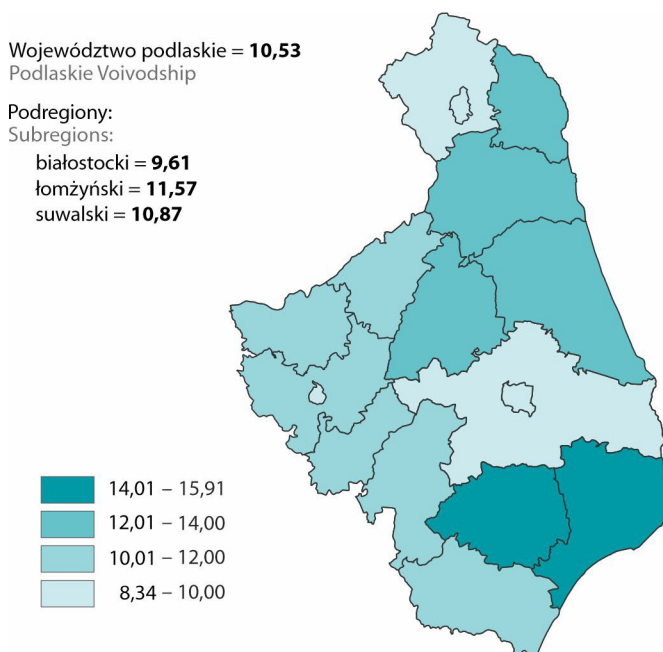 Województwo podlaskie = 10,53
Podlaskie Voivodship
Podregiony:
Subregions:
białostocki = 9,61
łomżyński = 11,57
suwalski = 10,87
14,01 – 15,91
12,01 – 14,00
10,01 – 12,00
8,34 – 10,00